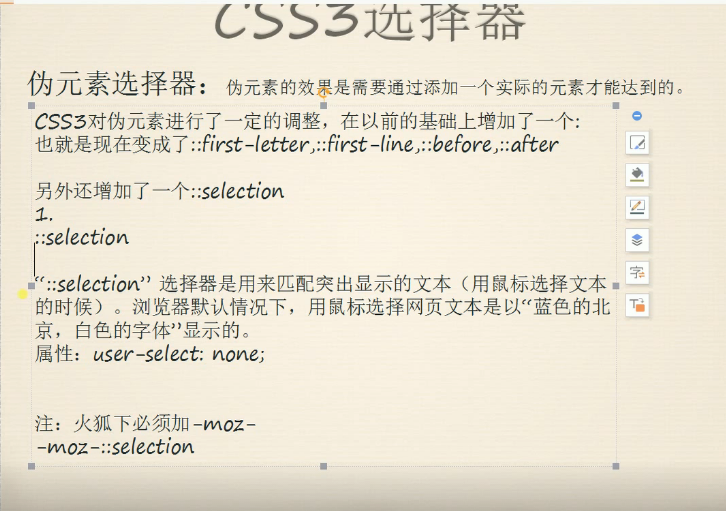 CSS3选择器
伪元素选择器：伪元素的效果是需要通过添加一个实际的元素才能达到的。
CSS3对伪元素进行了一定的调整，在以前的基础上增加了一个:
也就是现在变成了::first-letter,::first-line,::before,::after
另外还增加了一个::selection
1.
::selection
“::selection” 选择器是用来匹配突出显示的文本（用鼠标选择文本
的时候）。浏览器默认情况下，用鼠标选择网页文本是以“蓝色的北
京，白色的字体”显示的。
属性：user-select: none;
注：火狐下必须加-moz-
-moz-::selection